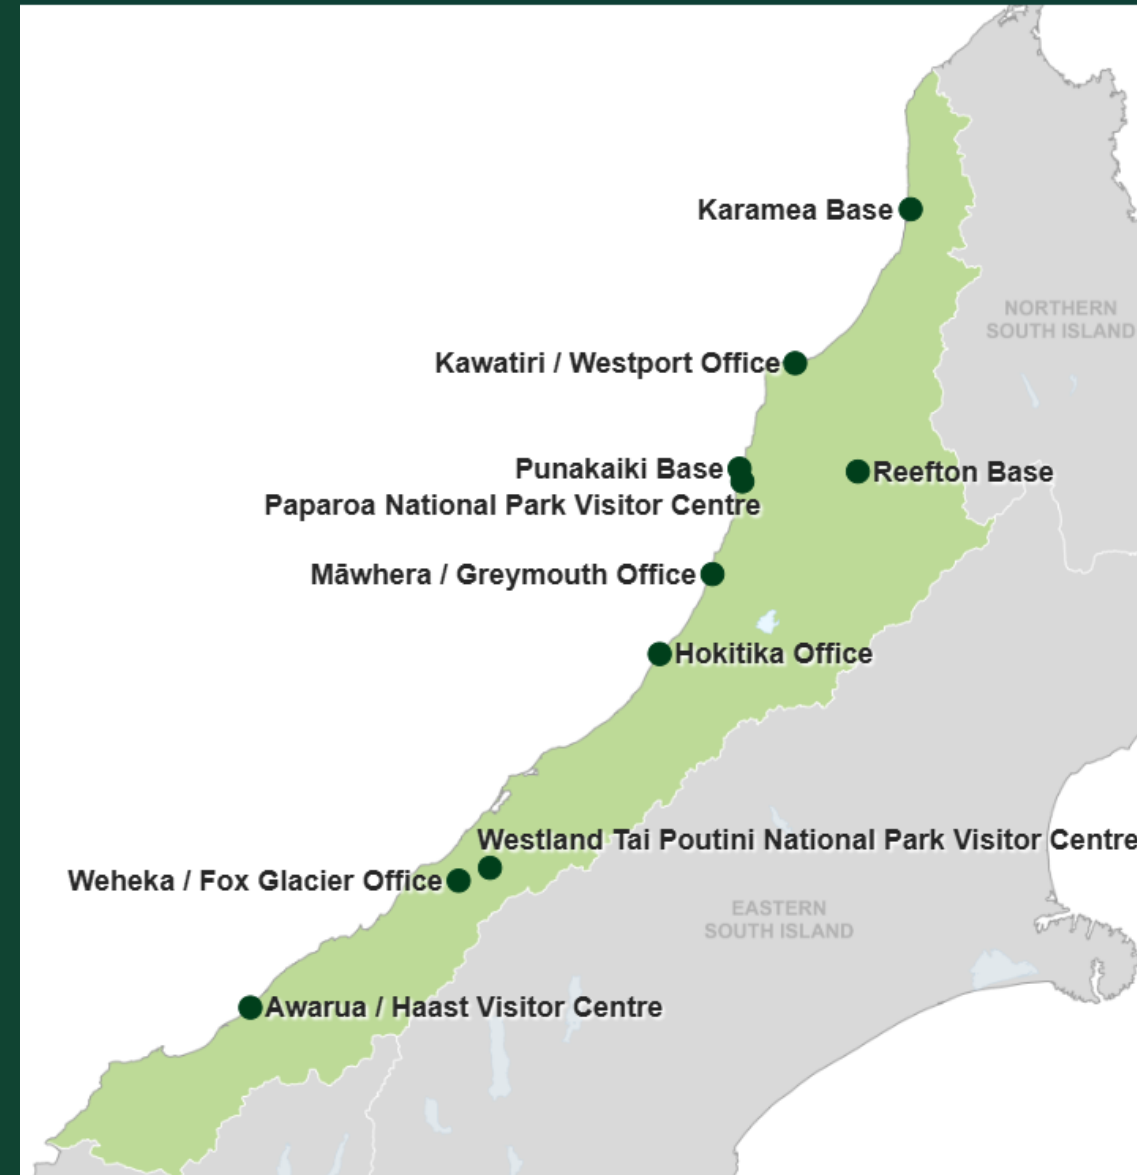 Karamea Base
NORTHERN
SOUTH ISLAND
Kawatiri / Westport Office
Punakaiki Base
Reefton Base
Paparoa National Park Visitor Centre
Māwhera / Greymouth Office
Hokitika Office
Westland Tai Poutini National Park Visitor Centre
Weheka / Fox Glacier Office
EASTERN
SOUTH ISLAND
Awarua / Haast Visitor Centre